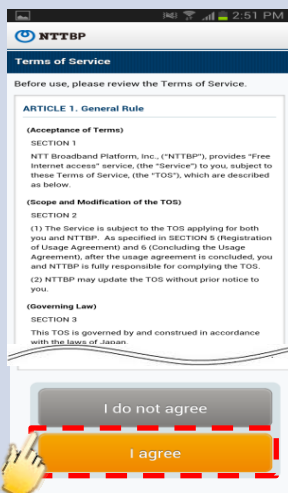 2:51 PM
NTTBP
Terms of Service
Before use, please review the Terms of Service.
ARTICLE 1. General Rule
(Acceptance of Terms)
SECTION 1
NTT Broadband Platform, Inc., ("NTTBP"), provides "Free
Internet access" service, (the "Service") to you, subject to
these Terms of Service, (the "TOS"), which are described
as below.
(Scope and Modification of the TOS)
SECTION 2
(1) The Service is subject to the TOS applying for both
you and NTTBP. As specified in SECTION 5 (Registration
of Usage Agreement) and 6 (Concluding the Usage
Agreement), after the usage agreement is concluded, you
and NTTBP is fully responsible for complying the TOS.
(2) NTTBP may update the TOS without prior notice to
you.
(Governing Law)
SECTION 3
This TOS is governed by and construed in accordance
with the laws of Japan.
I do not agree
I agree